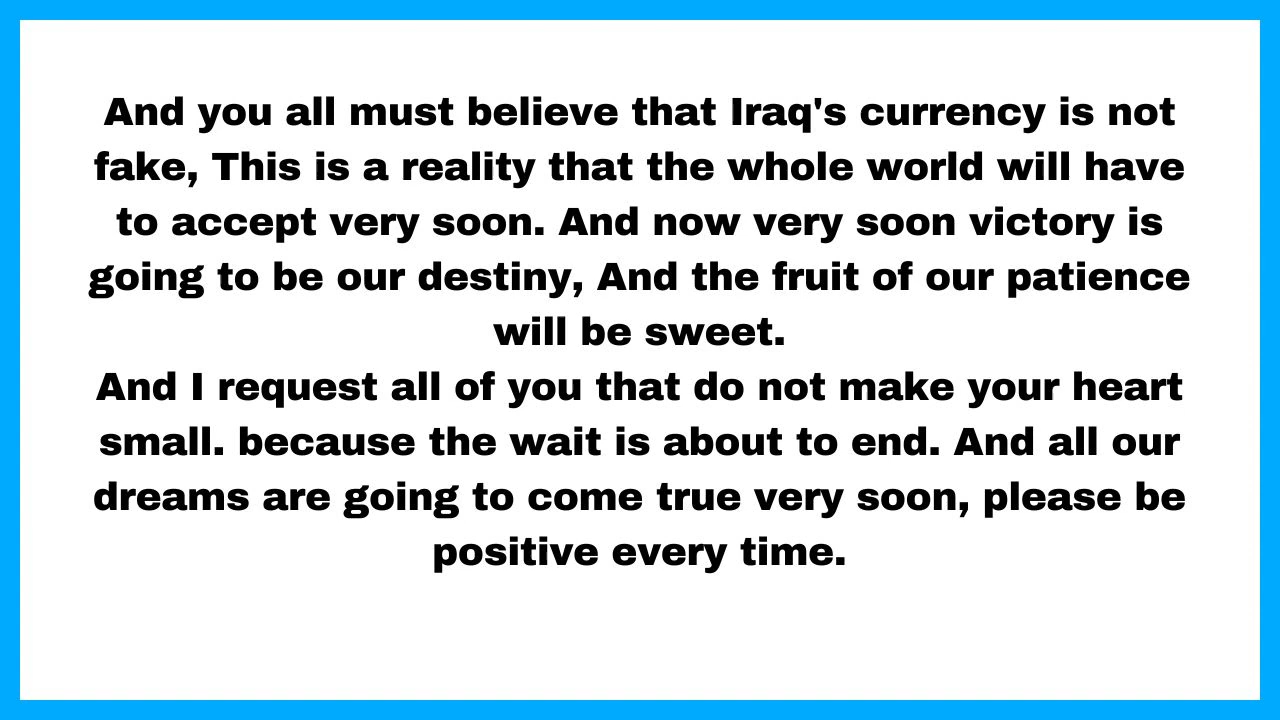 And you all must believe that Iraq's currency is not
fake, This is a reality that the whole world will have
to accept very soon. And now very soon victory is
going to be our destiny, And the fruit of our patience
will be sweet.
And I request all of you that do not make your heart
small. because the wait is about to end. And all our
dreams are going to come true very soon, please be
positive every time.